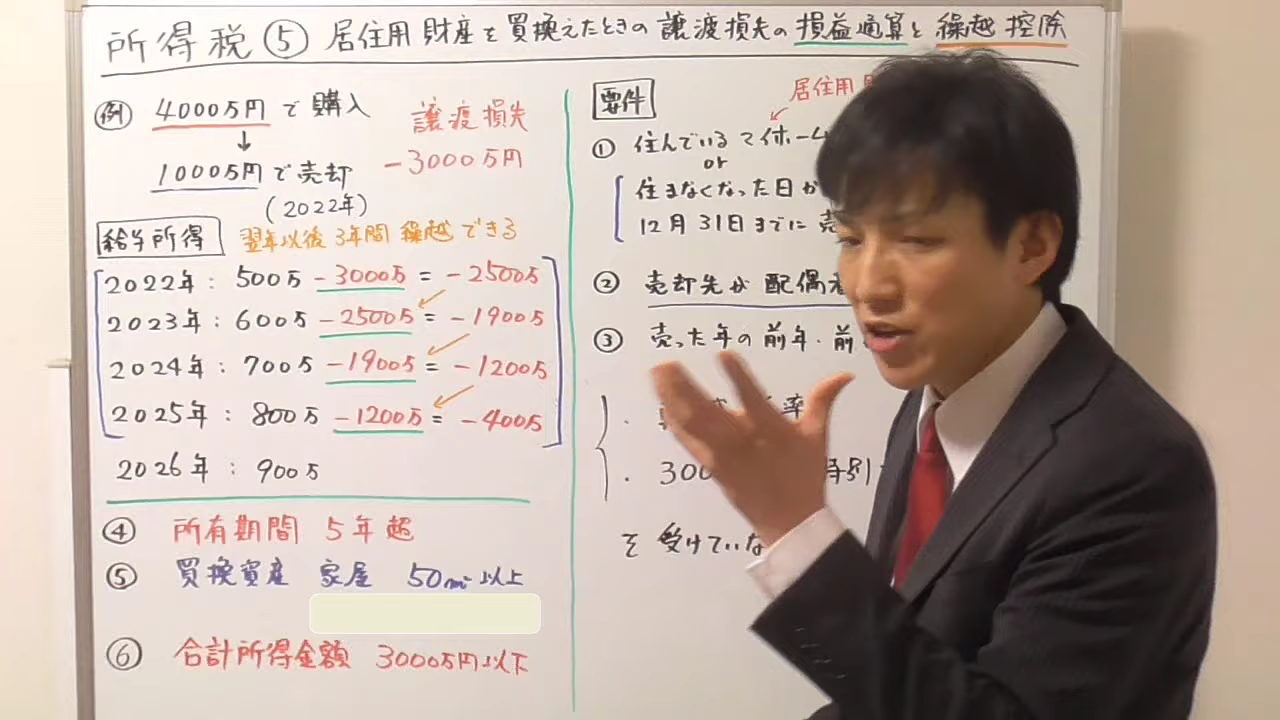 所得税⑤ 居住用財産を買換えたときの譲渡損失の損益通算と繰越控除
例 4000万円で購入
↓
1000万円で売却
(2022年)
譲渡損失
-3000万円
給与所得 翌年以後3年間繰越できる
2022年: 500万-3000万=-2500万
2023年: 600万-2500万=-1900万
2024年: 700万-1900万=-1200万
2025年: 800万-1200万=-400万
2026年: 900万
④ 所有期間 5年超
⑤ 買換資産 家屋 50m²以上
⑥ 合計所得金額 3000万円以下
要件
居住用
① 住んでいるマイホーム
or
住まなくなった日か
12月31日までに売
② 売却先が配偶者
③ 売った年の前年・前
・ 率
・ 300 特別
を受けていな